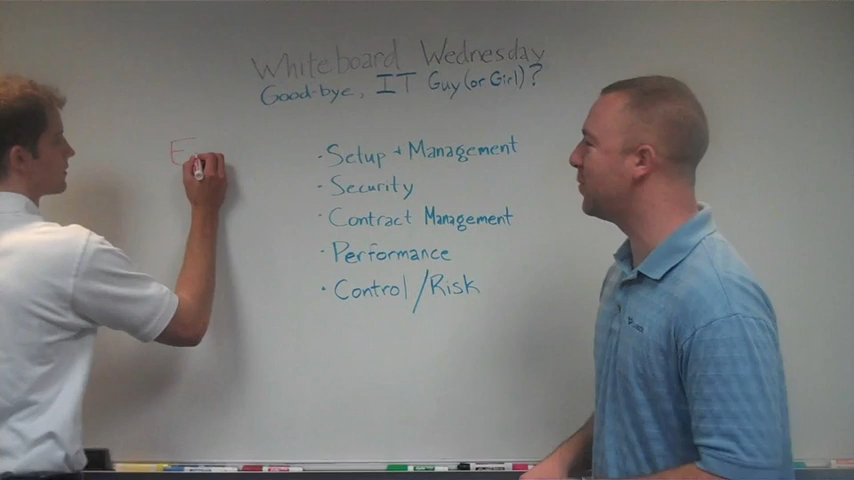 Whiteboard Wednesday
Good-bye, IT Guy (or Girl)?
E
· Setup + Management
· Security
· Contract Management
· Performance
· Control/Risk